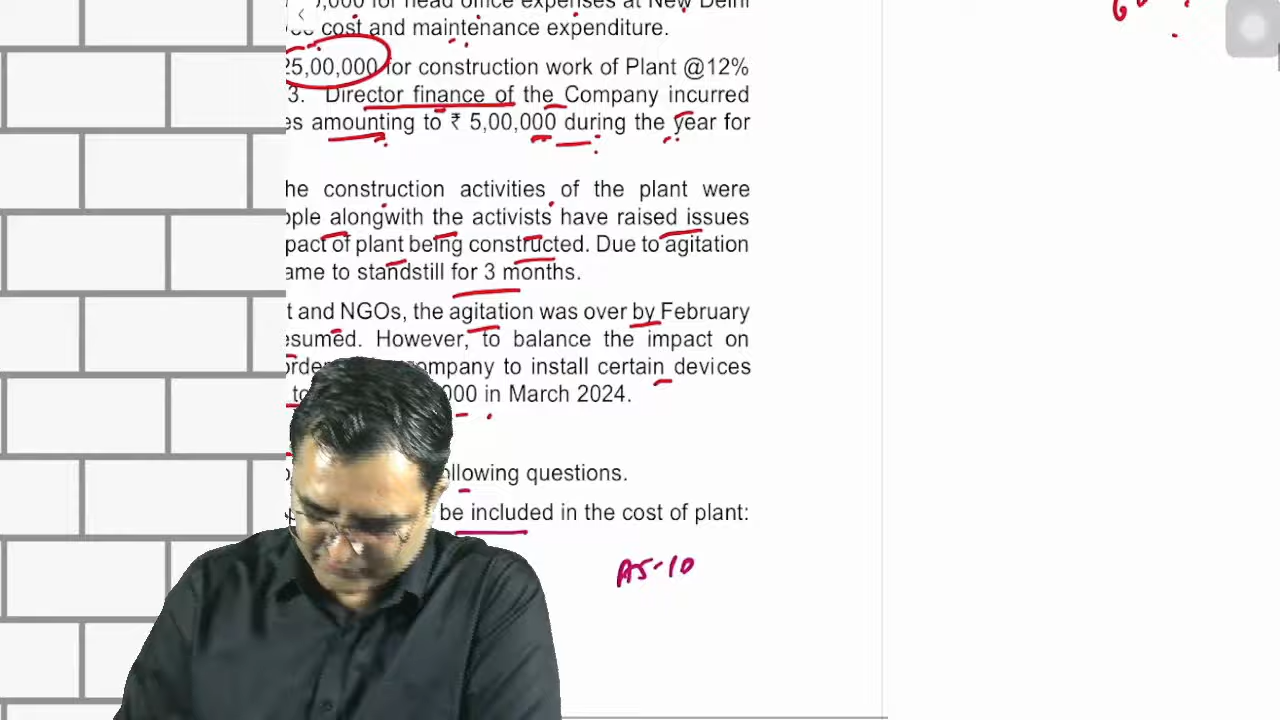 for head office expenses at New Delhi
cost and maintenance expenditure.
25,00,000 for construction work of Plant @12%
3. Director finance of the Company incurred
es amounting to ₹ 5,00,000 during the year for
he construction activities of the plant were
ople alongwith the activists have raised issues
pact of plant being constructed. Due to agitation
ame to standstill for 3 months.
t and NGOs, the agitation was over by February
esumed. However, to balance the impact on
orde ompany to install certain devices
to 000 in March 2024.
llowing questions.
be included in the cost of plant:
AS-10